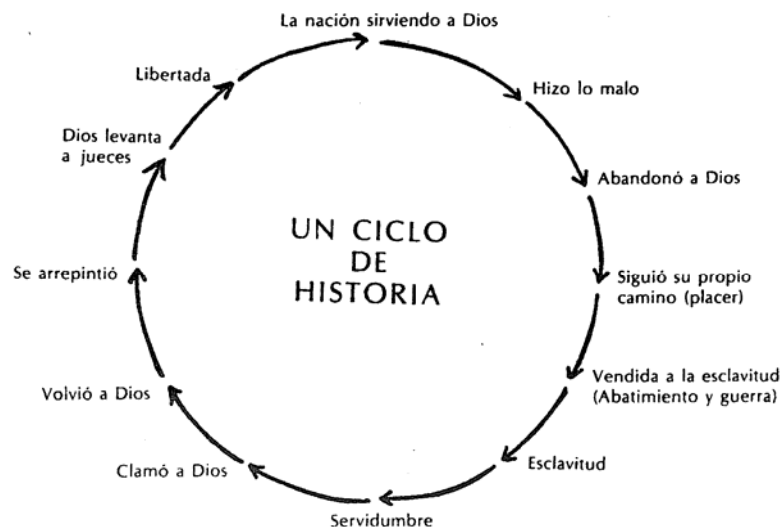 La nación sirviendo a Dios
Hizo lo malo
Abandonó a Dios
Siguió su propio
camino (placer)
Vendida a la esclavitud
(Abatimiento y guerra)
Esclavitud
Servidumbre
Clamó a Dios
Volvió a Dios
Se arrepintió
Dios levanta
a jueces
Libertada
UN CICLO
DE
HISTORIA